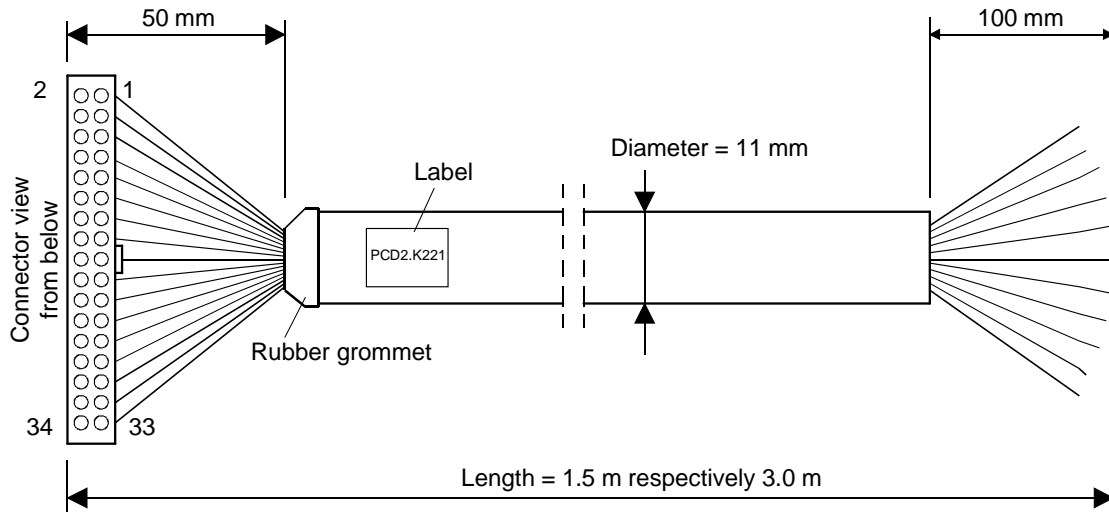 50 mm
100 mm
2
1
Diameter = 11 mm
Label
PCD2.K221
Connector view
from below
Rubber grommet
34
33
Length = 1.5 m respectively 3.0 m